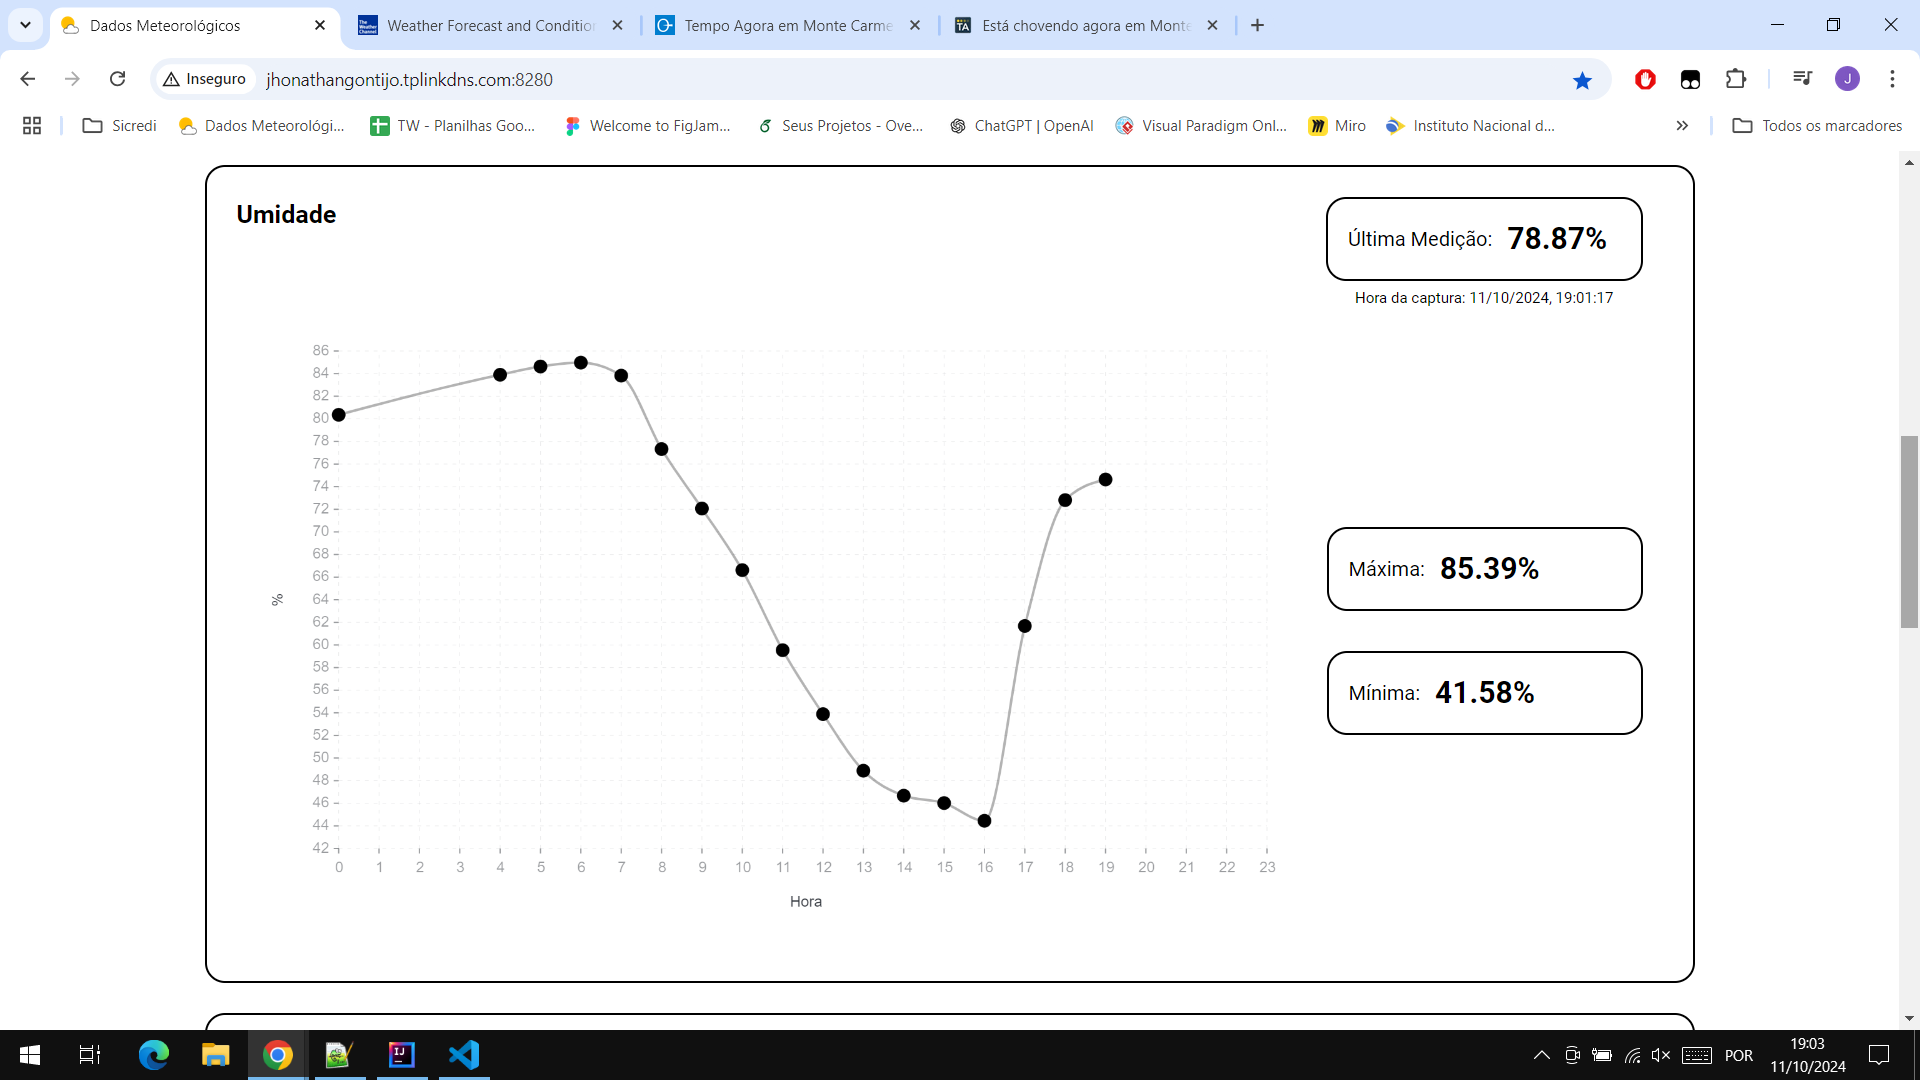 Dados Meteorológicos
Weather Forecast and Condition
Tempo Agora em Monte Carme
Está chovendo agora em Monte
Inseguro
jhonathangontijo.tplinkdns.com:8280
J
Sicredi
Dados Meteorológi...
TW - Planilhas Goo...
Welcome to FigJam...
Seus Projetos - Ove...
ChatGPT | OpenAI
Visual Paradigm Onl...
Miro
Instituto Nacional d...
Todos os marcadores
Umidade
Última Medição: 78.87%
Hora da captura: 11/10/2024, 19:01:17
86
84
82
80
78
76
74
72
70
68
66
64
62
60
58
56
54
52
50
48
46
44
42
%
0 1 2 3 4 5 6 7 8 9 10 11 12 13 14 15 16 17 18 19 20 21 22 23
Hora
Máxima: 85.39%
Mínima: 41.58%
POR
19:03
11/10/2024